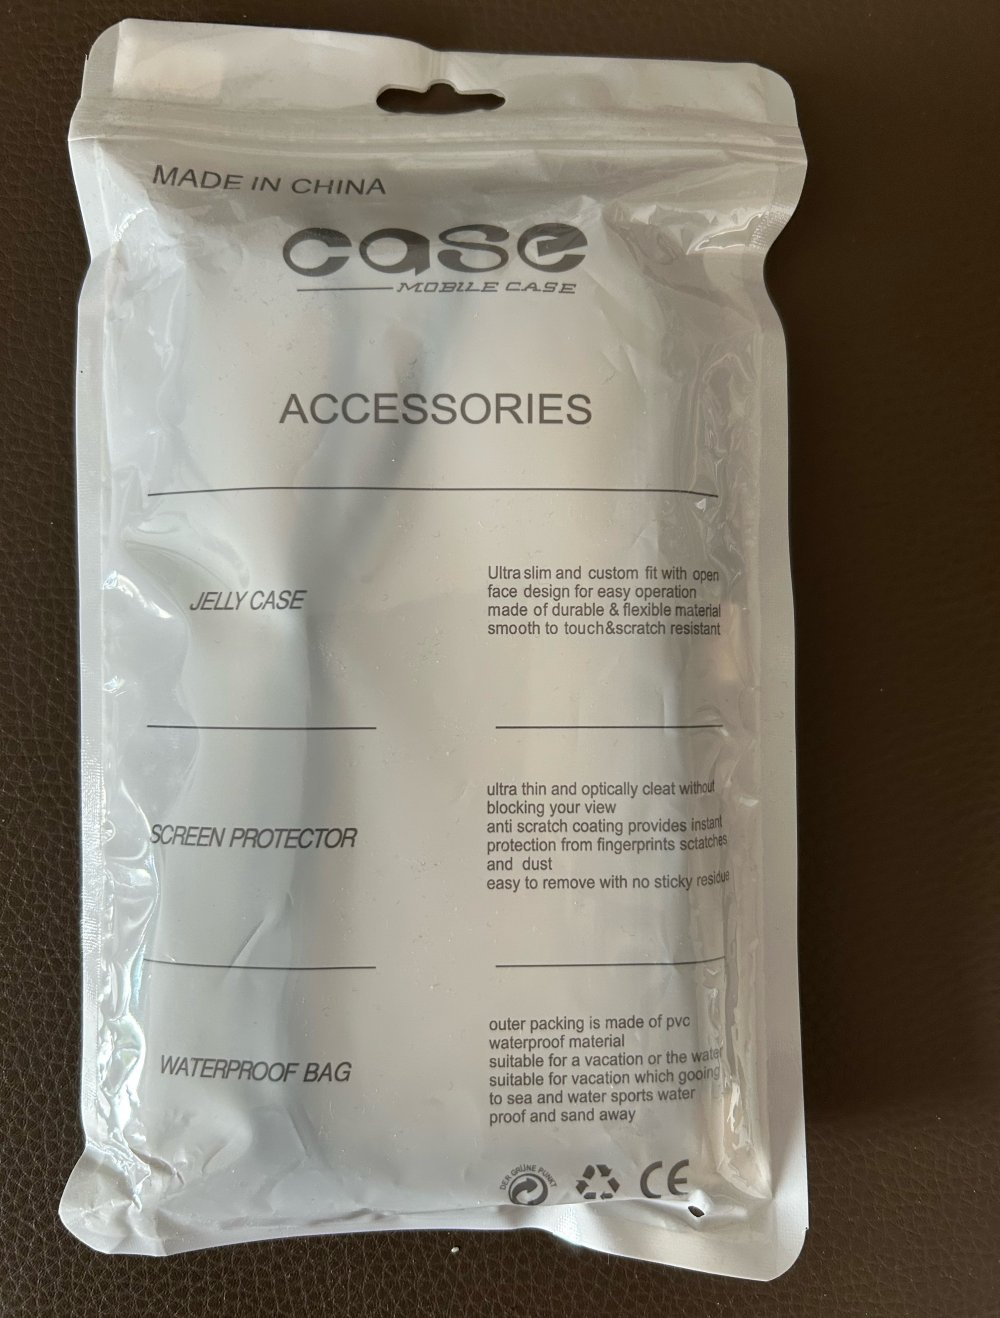 MADE IN CHINA
case
MOBILE CASE
ACCESSORIES
JELLY CASE
Ultra slim and custom fit with open
face design for easy operation
made of durable & flexible material
smooth to touch&scratch resistant
SCREEN PROTECTOR
ultra thin and optically cleat without
blocking your view
anti scratch coating provides instant
protection from fingerprints sctatches
and dust
easy to remove with no sticky residue
WATERPROOF BAG
outer packing is made of pvc
waterproof material
suitable for a vacation or the water
suitable for vacation which gooing
to sea and water sports water
proof and sand away
DER GRÜNE PUNKT
CE